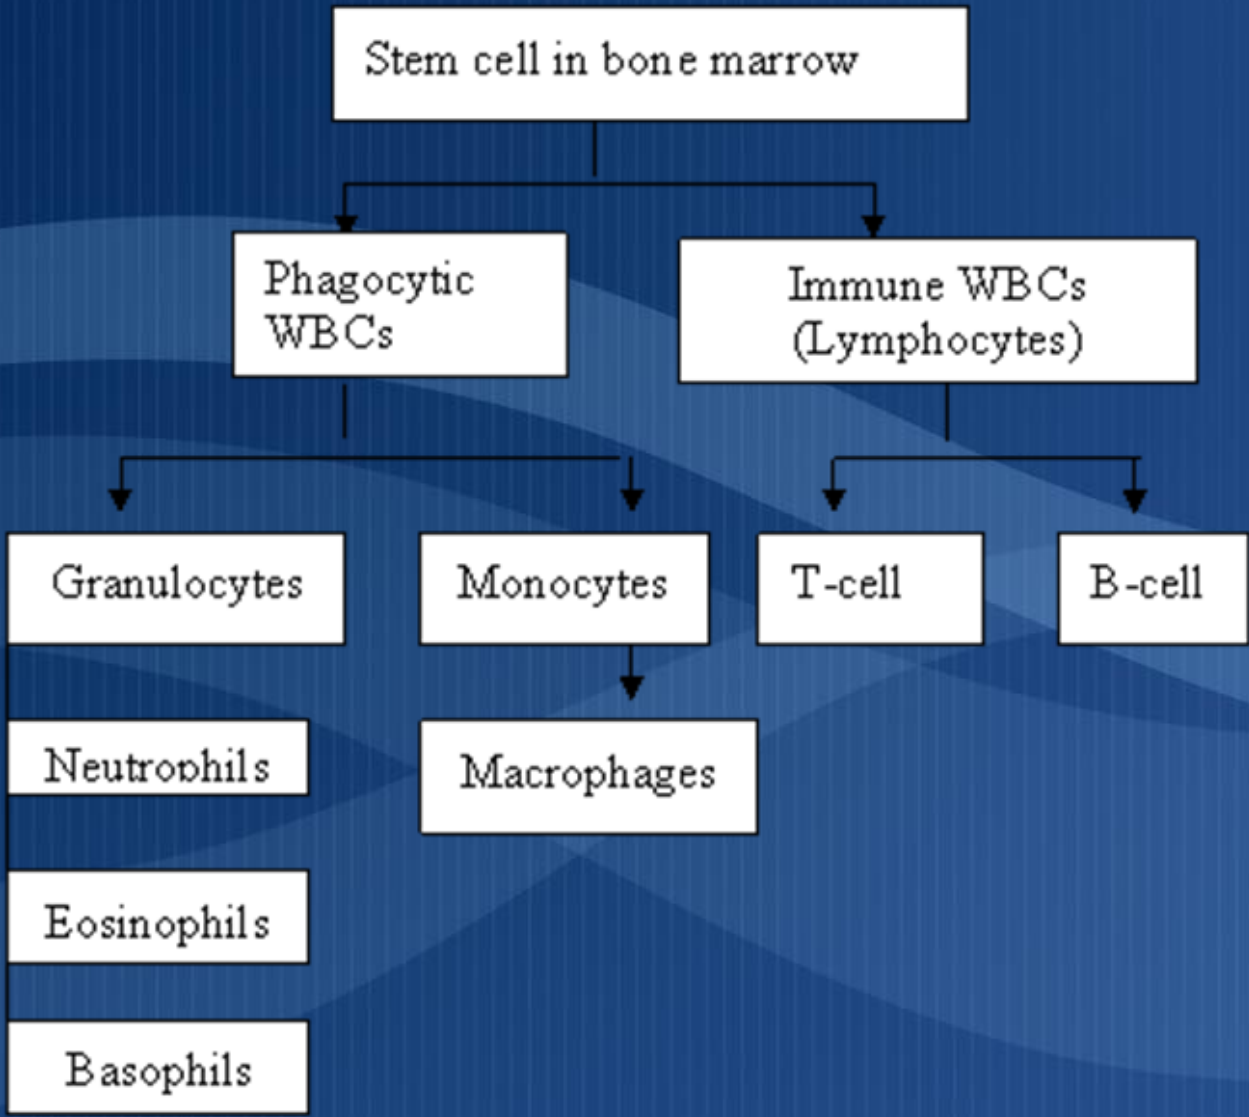 Stem cell in bone marrow
Phagocytic
WBCs
Immune WBCs
(Lymphocytes)
Granulocytes
Monocytes
T-cell
B-cell
Neutrophils
Macrophages
Eosinophils
Basophils